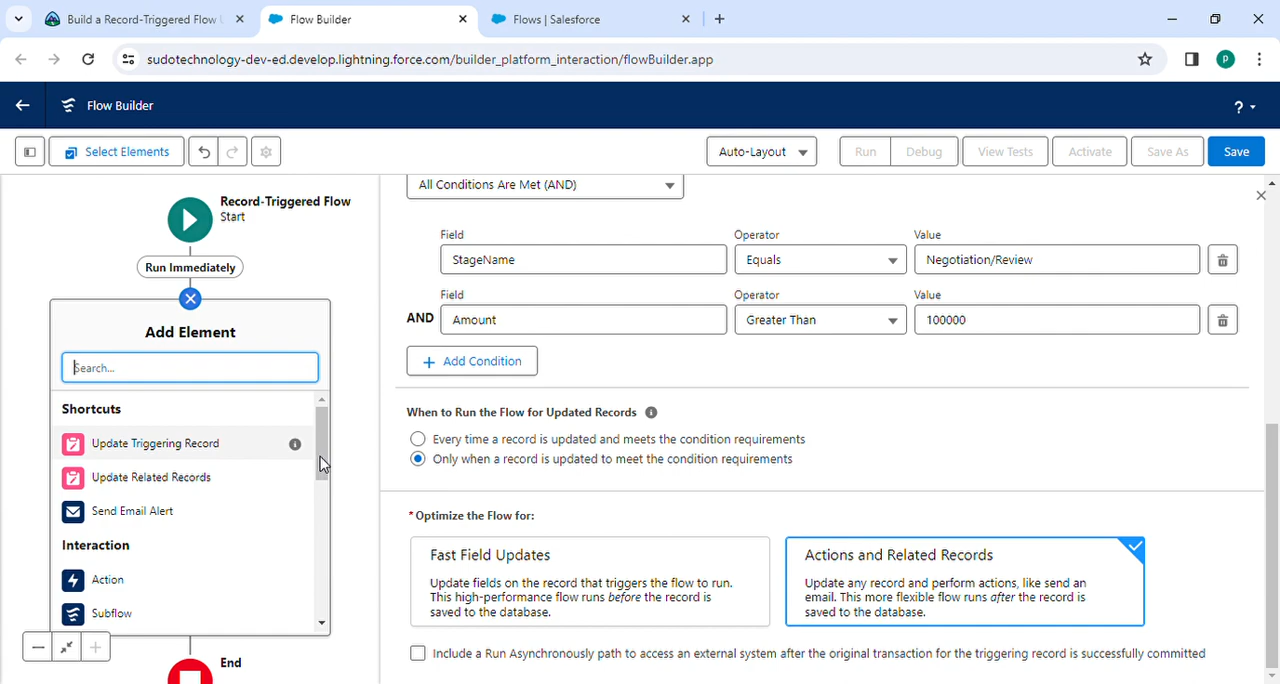 Build a Record-Triggered Flow
Flow Builder
Flows | Salesforce
sudotechnology-dev-ed.develop.lightning.force.com/builder_platform_interaction/flowBuilder.app
P
Flow Builder
?
Select Elements
Auto-Layout
Run
Debug
View Tests
Activate
Save As
Save
Record-Triggered Flow
Start
Run Immediately
Add Element
Search...
Shortcuts
Update Triggering Record
Update Related Records
Send Email Alert
Interaction
Action
Subflow
End
All Conditions Are Met (AND)
Field
Operator
Value
StageName
Equals
Negotiation/Review
Field
Operator
Value
AND
Amount
Greater Than
100000
+ Add Condition
When to Run the Flow for Updated Records
Every time a record is updated and meets the condition requirements
Only when a record is updated to meet the condition requirements
*Optimize the Flow for:
Fast Field Updates
Update fields on the record that triggers the flow to run.
This high-performance flow runs before the record is
saved to the database.
Actions and Related Records
Update any record and perform actions, like send an
email. This more flexible flow runs after the record is
saved to the database.
Include a Run Asynchronously path to access an external system after the original transaction for the triggering record is successfully committed